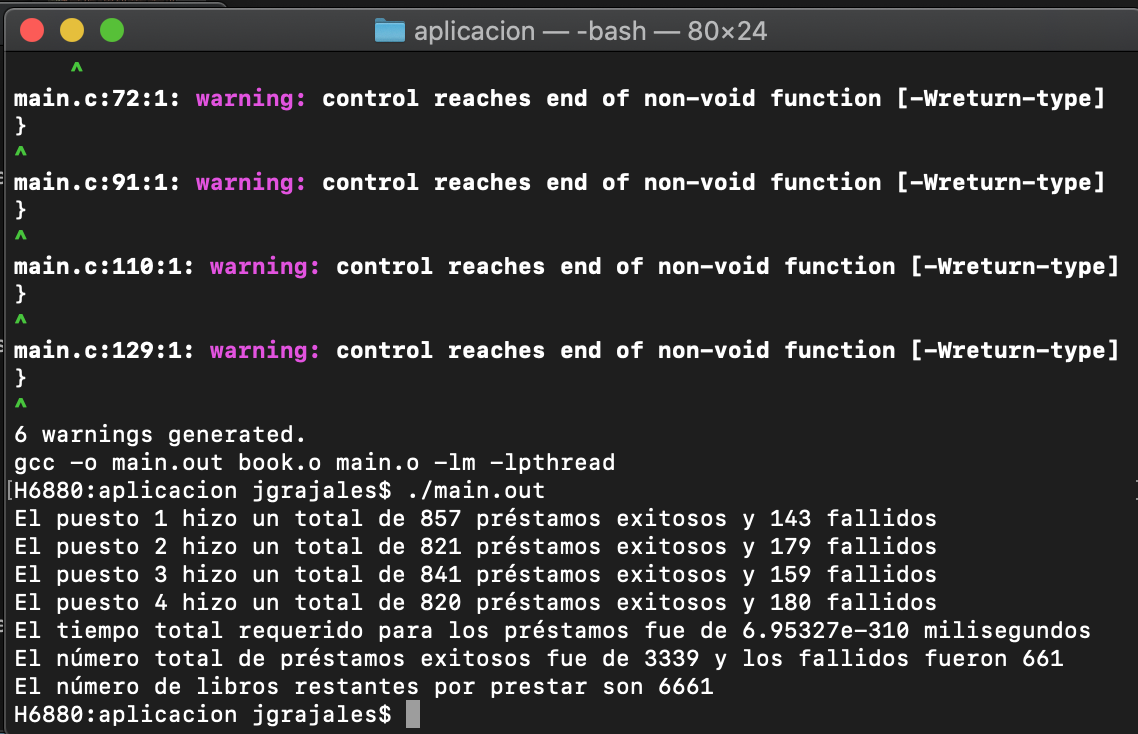 aplicacion — -bash — 80×24
^
main.c:72:1: warning: control reaches end of non-void function [-Wreturn-type]
}
^
main.c:91:1: warning: control reaches end of non-void function [-Wreturn-type]
}
^
main.c:110:1: warning: control reaches end of non-void function [-Wreturn-type]
}
^
main.c:129:1: warning: control reaches end of non-void function [-Wreturn-type]
}
^
6 warnings generated.
gcc -o main.out book.o main.o -lm -lpthread
[H6880:aplicacion jgrajales$ ./main.out
El puesto 1 hizo un total de 857 préstamos exitosos y 143 fallidos
El puesto 2 hizo un total de 821 préstamos exitosos y 179 fallidos
El puesto 3 hizo un total de 841 préstamos exitosos y 159 fallidos
El puesto 4 hizo un total de 820 préstamos exitosos y 180 fallidos
El tiempo total requerido para los préstamos fue de 6.95327e-310 milisegundos
El número total de préstamos exitosos fue de 3339 y los fallidos fueron 661
El número de libros restantes por prestar son 6661
H6880:aplicacion jgrajales$